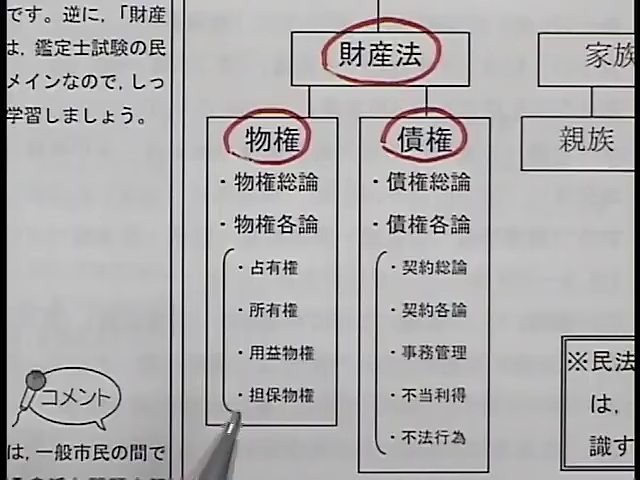 です。逆に,「財産
は, 鑑定士試験の民
メインなので, しっ
学習しましょう。
財産法
物権
・物権総論
・物権各論
・占有権
・所有権
・用益物権
・担保物権
債権
・債権総論
・債権各論
・契約総論
・契約各論
・事務管理
・不当利得
・不法行為
家族
親族
※民法
は,
識す
コメント
は, 一般市民の間で